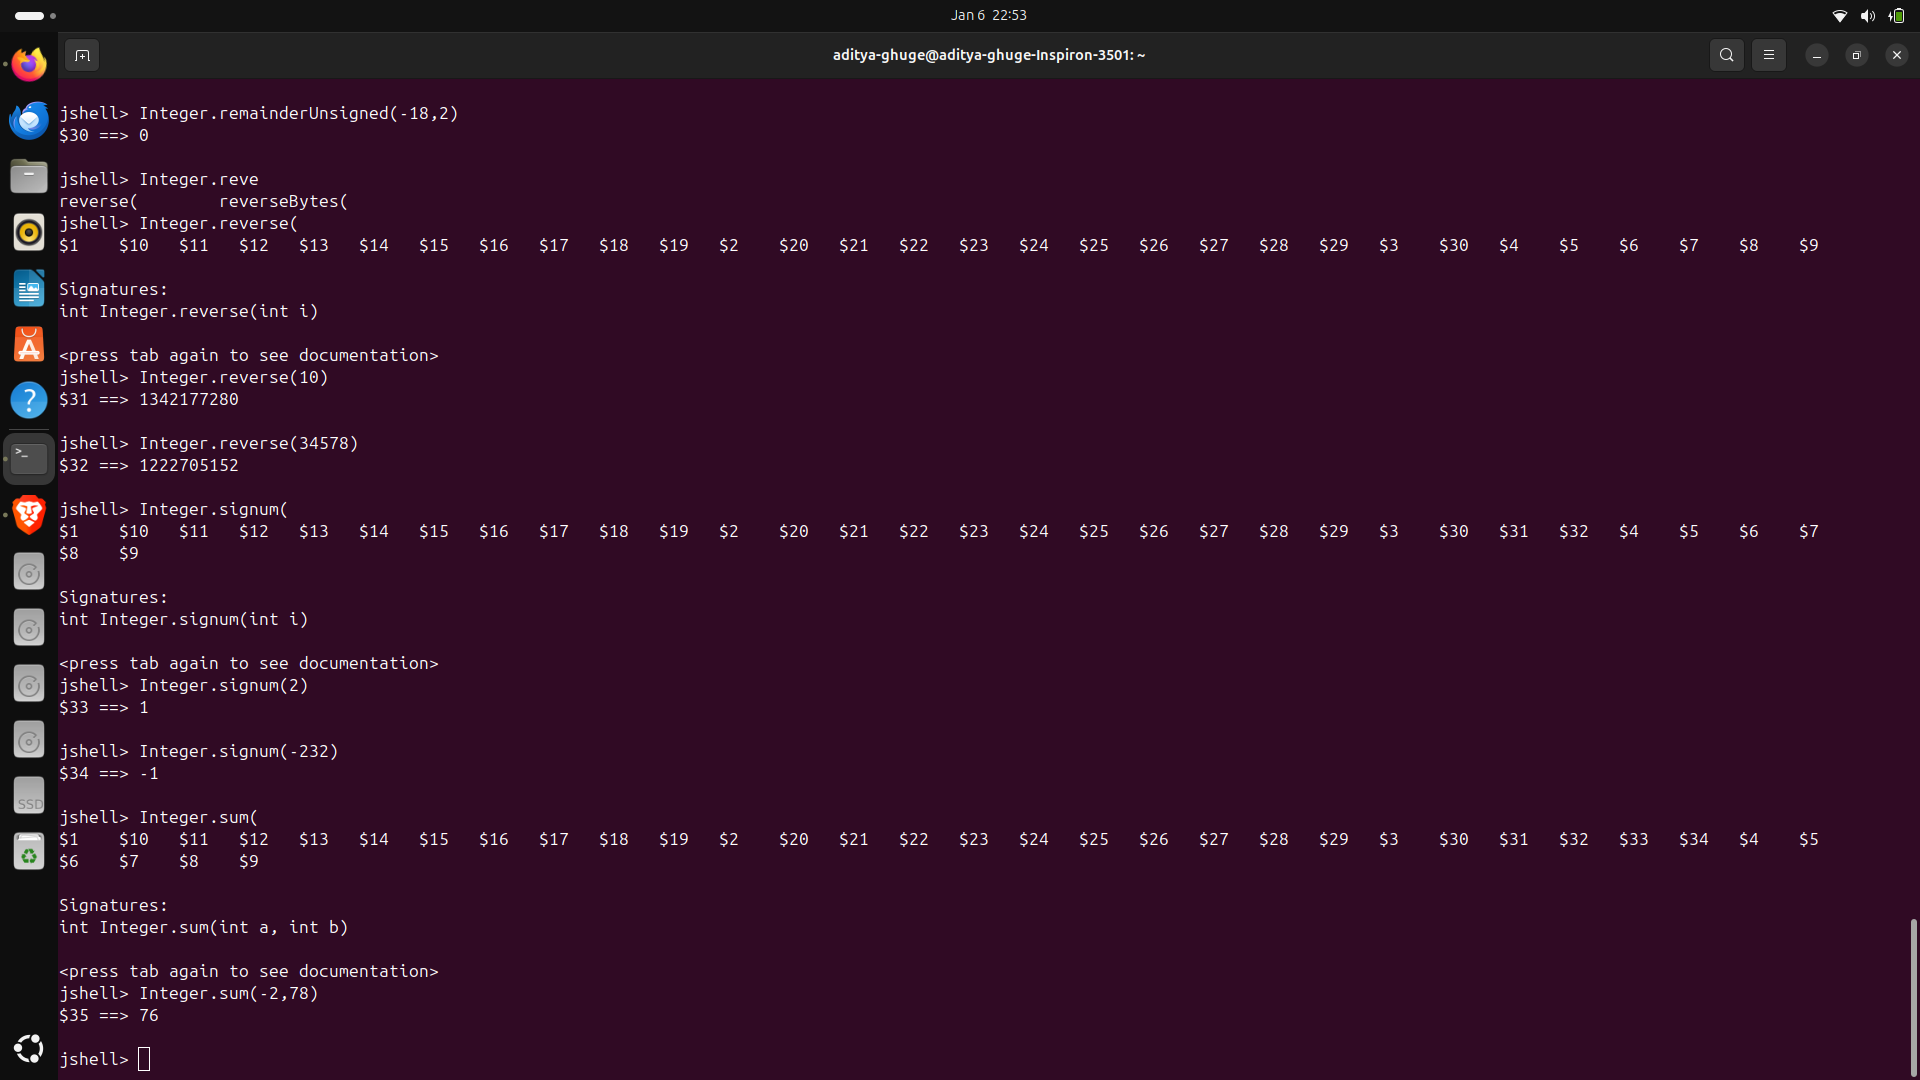 Jan 6 22:53
aditya-ghuge@aditya-ghuge-Inspiron-3501: ~
jshell> Integer.remainderUnsigned(-18,2)
$30 ==> 0
jshell> Integer.reve
reverse( reverseBytes(
jshell> Integer.reverse(
$1 $10 $11 $12 $13 $14 $15 $16 $17 $18 $19 $2 $20 $21 $22 $23 $24 $25 $26 $27 $28 $29 $3 $30 $4 $5 $6 $7 $8 $9
Signatures:
int Integer.reverse(int i)
<press tab again to see documentation>
jshell> Integer.reverse(10)
$31 ==> 1342177280
jshell> Integer.reverse(34578)
$32 ==> 1222705152
jshell> Integer.signum(
$1 $10 $11 $12 $13 $14 $15 $16 $17 $18 $19 $2 $20 $21 $22 $23 $24 $25 $26 $27 $28 $29 $3 $30 $31 $32 $4 $5 $6 $7
$8 $9
Signatures:
int Integer.signum(int i)
<press tab again to see documentation>
jshell> Integer.signum(2)
$33 ==> 1
jshell> Integer.signum(-232)
$34 ==> -1
jshell> Integer.sum(
$1 $10 $11 $12 $13 $14 $15 $16 $17 $18 $19 $2 $20 $21 $22 $23 $24 $25 $26 $27 $28 $29 $3 $30 $31 $32 $33 $34 $4 $5
$6 $7 $8 $9
Signatures:
int Integer.sum(int a, int b)
<press tab again to see documentation>
jshell> Integer.sum(-2,78)
$35 ==> 76
jshell>
?
>_
SSD